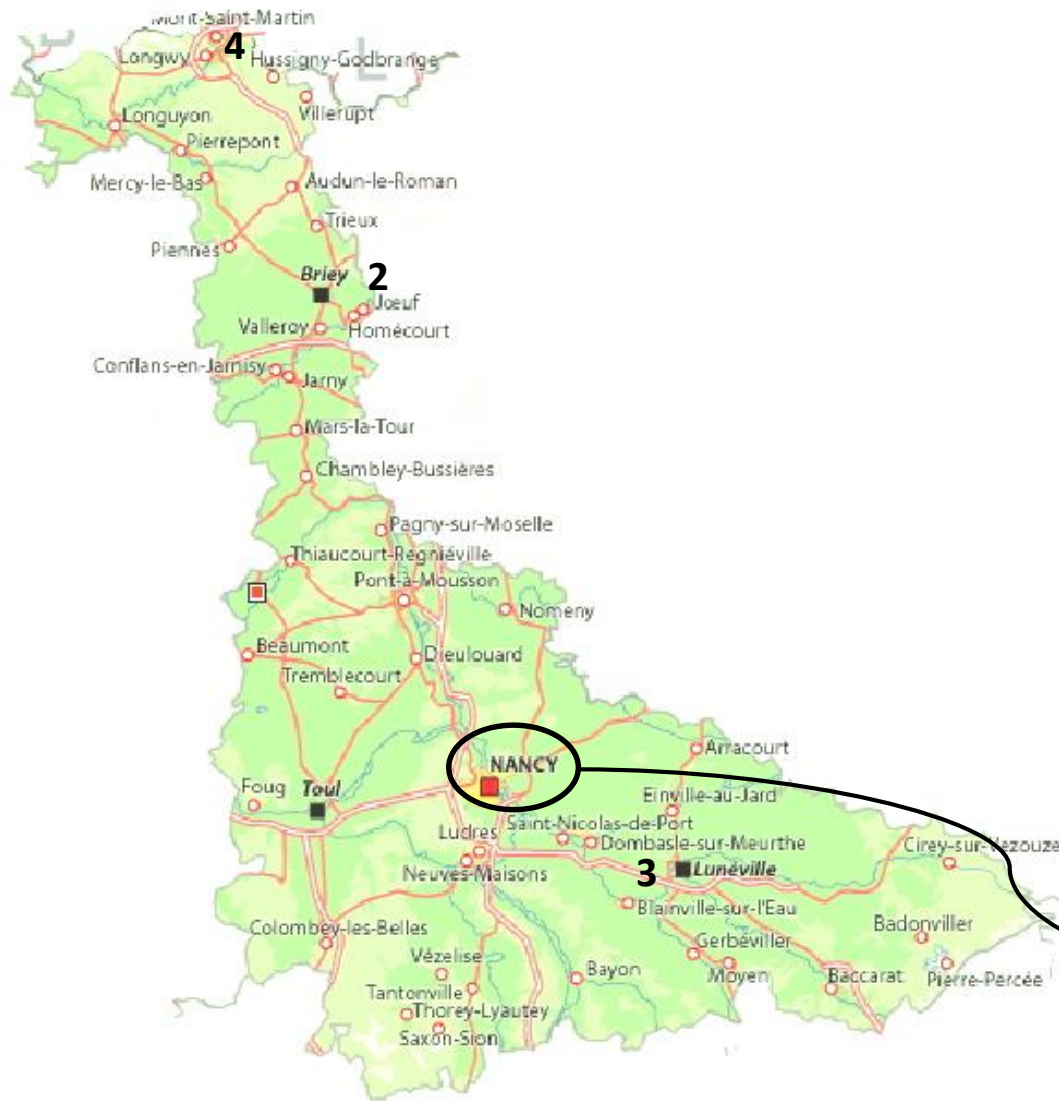 Mont-Saint-Martin
4
Longwy
Hussigny-Godbrange
Villerupt
Longuyon
Pierrepont
Mercy-le-Bas
Audun-le-Roman
Trieux
Piennes
Briey
2
Jœuf
Valleroy
Homécourt
Conflans-en-Jarnisy
Jarny
Mars-la-Tour
Chambley-Bussières
Pagny-sur-Moselle
Thiaucourt-Regniéville
Pont-à-Mousson
Nomeny
Beaumont
Dieulouard
Tremblecourt
NANCY
Arracourt
Foug
Toul
Einville-au-Jard
Ludres
Saint-Nicolas-de-Port
Dombasle-sur-Meurthe
Cirey-sur-Vezouze
3
Lunéville
Neuves-Maisons
Blainville-sur-l'Eau
Colombey-les-Belles
Badonviller
Gerbéviller
Vézelise
Bayon
Moyen
Baccarat
Pierre-Percée
Tantonville
Thorey-Lyautey
Saxon-Sion